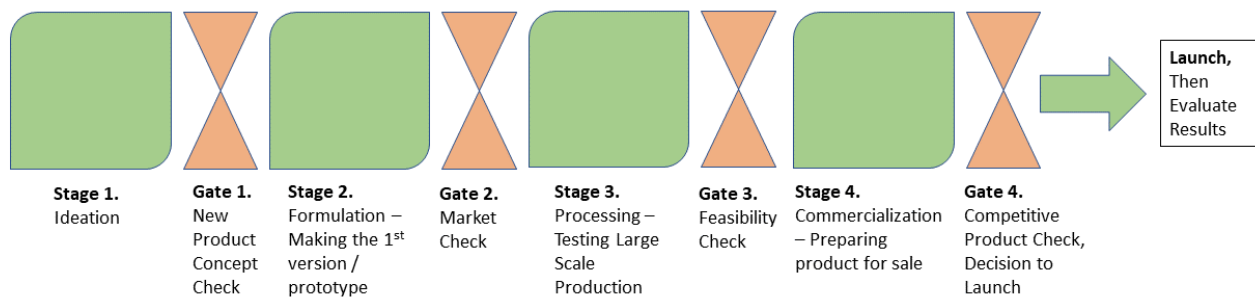 Stage 1.
Ideation
Gate 1.
New
Product
Concept
Check
Stage 2.
Formulation –
Making the 1st
version /
prototype
Gate 2.
Market
Check
Stage 3.
Processing –
Testing Large
Scale
Production
Gate 3.
Feasibility
Check
Stage 4.
Commercialization
– Preparing
product for sale
Gate 4.
Competitive
Product Check,
Decision to
Launch
Launch,
Then
Evaluate
Results